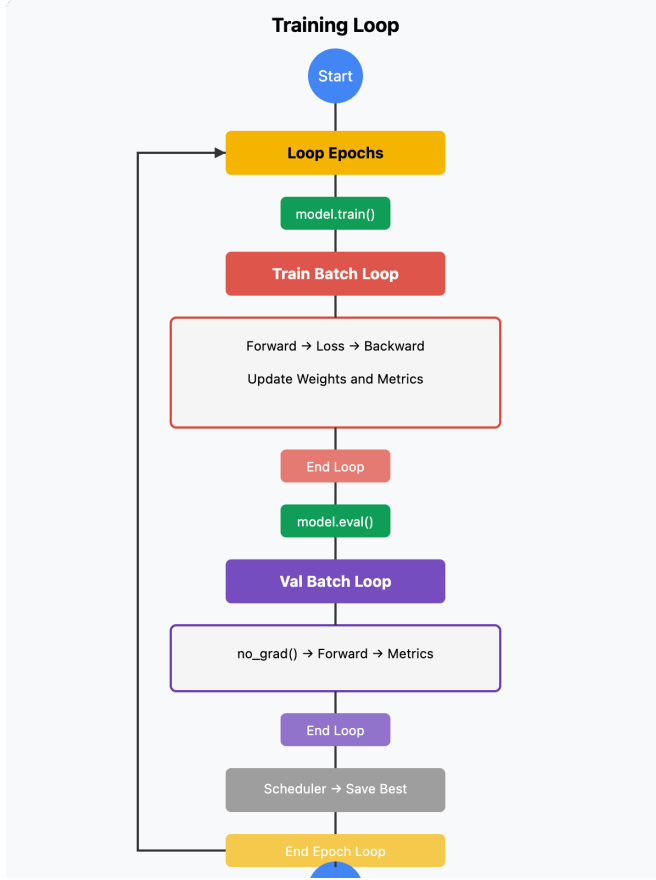 Training Loop
Start
Loop Epochs
model.train()
Train Batch Loop
Forward → Loss → Backward
Update Weights and Metrics
End Loop
model.eval()
Val Batch Loop
no_grad() → Forward → Metrics
End Loop
Scheduler → Save Best
End Epoch Loop